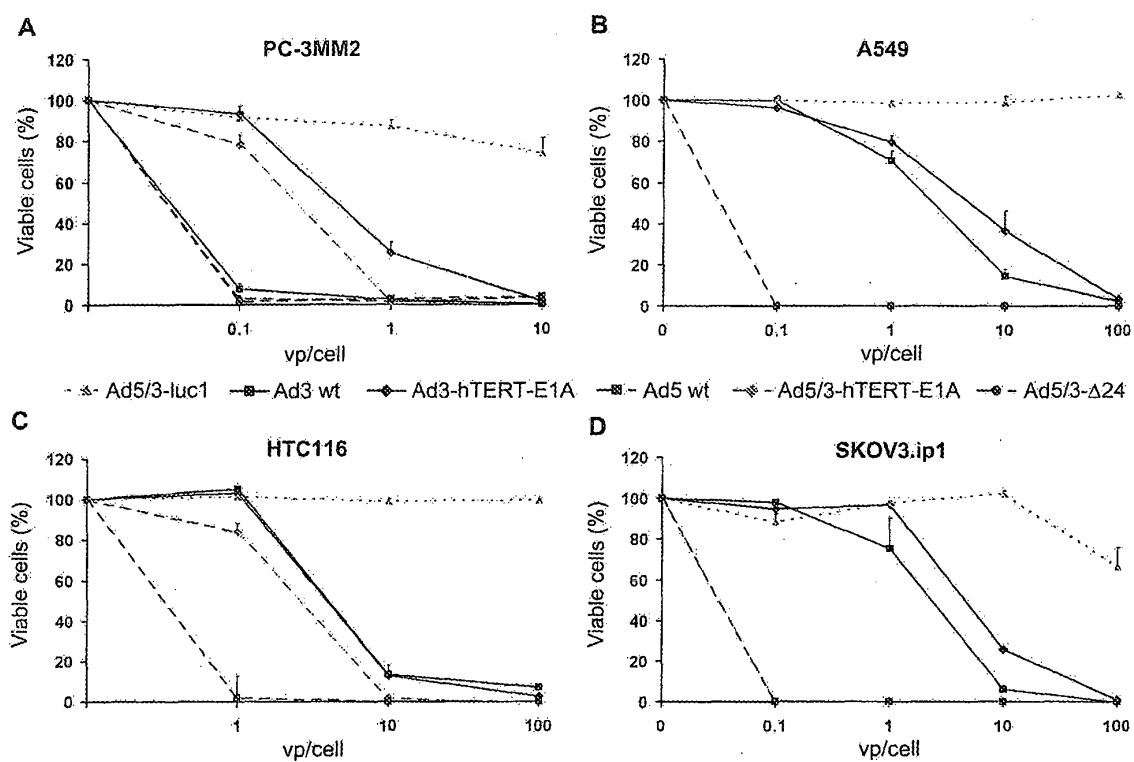 A
PC-3MM2
120
100
80
60
40
20
0
Viable cells (%)
0.1
1
10
vp/cell
B
A549
120
100
80
60
40
20
0
Viable cells (%)
0
0.1
1
10
100
vp/cell
Ad5/3-luc1
Ad3 wt
Ad3-hTERT-E1A
Ad5 wt
Ad5/3-hTERT-E1A
Ad5/3-Δ24
C
HTC116
120
100
80
60
40
20
0
Viable cells (%)
1
10
100
vp/cell
D
SKOV3.ip1
120
100
80
60
40
20
0
Viable cells (%)
0
0.1
1
10
100
vp/cell